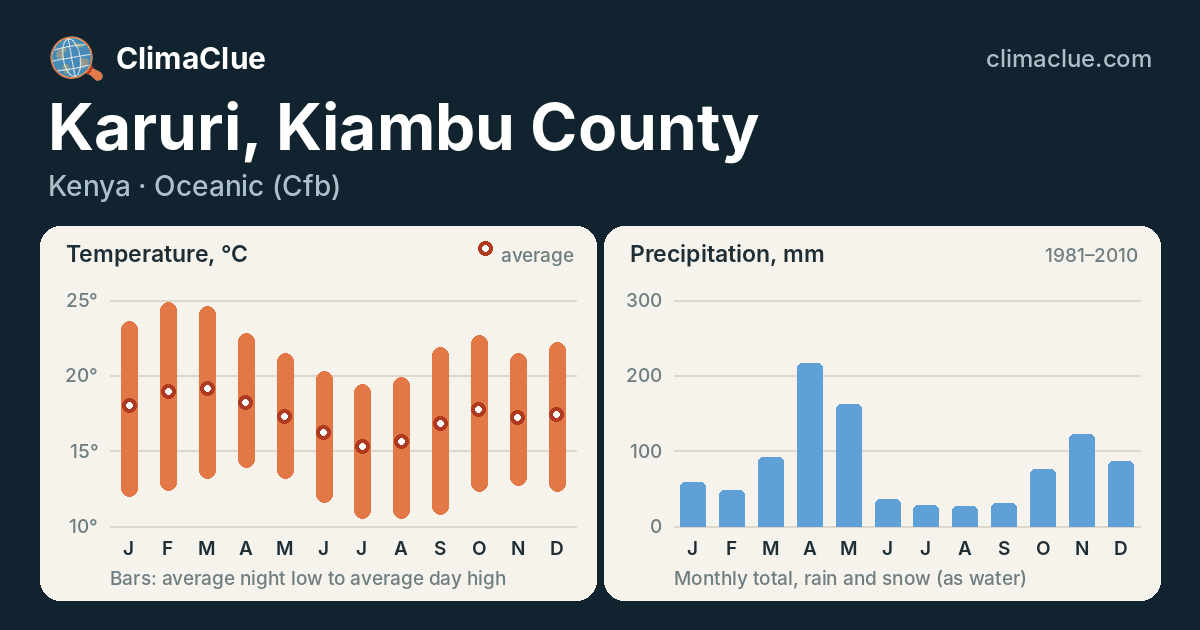 ClimaClue
climaclue.com
Karuri, Kiambu County
Kenya · Oceanic (Cfb)
Temperature, °C
average
25°
20°
15°
10°
J F M A M J J A S O N D
Bars: average night low to average day high
Precipitation, mm
1981–2010
300
200
100
0
J F M A M J J A S O N D
Monthly total, rain and snow (as water)